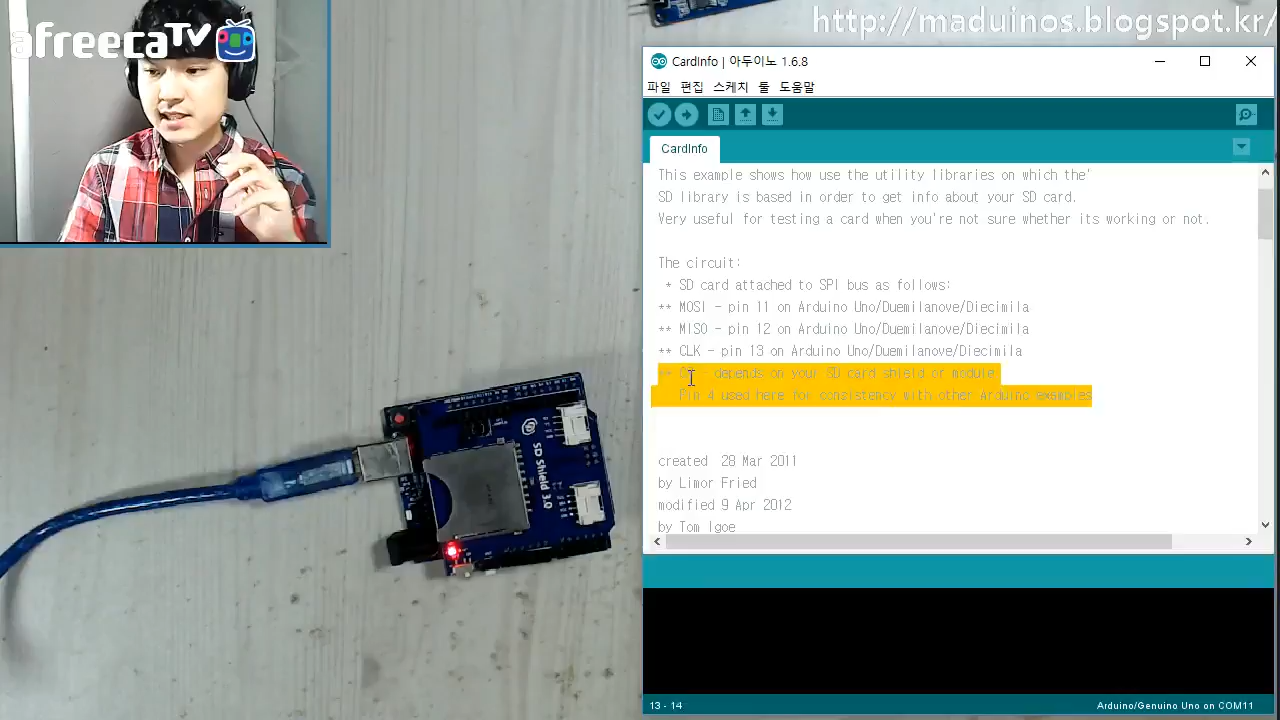 afreecaTV
http://maduinos.blogspot.kr/
CardInfo | 아두이노 1.6.8
파일 편집 스케치 툴 도움말
CardInfo
This example shows how use the utility libraries on which the'
SD library is based in order to get info about your SD card.
Very useful for testing a card when you're not sure whether its working or not.
The circuit:
* SD card attached to SPI bus as follows:
** MOSI - pin 11 on Arduino Uno/Duemilanove/Diecimila
** MISO - pin 12 on Arduino Uno/Duemilanove/Diecimila
** CLK - pin 13 on Arduino Uno/Duemilanove/Diecimila
** - depends on your SD card shield or module
Pin 4 used here for consistency with other Arduino examples
created 28 Mar 2011
by Limor Fried
modified 9 Apr 2012
by Tom Igoe
13 - 14
Arduino/Genuino Uno on COM11
SD Shield 3.0